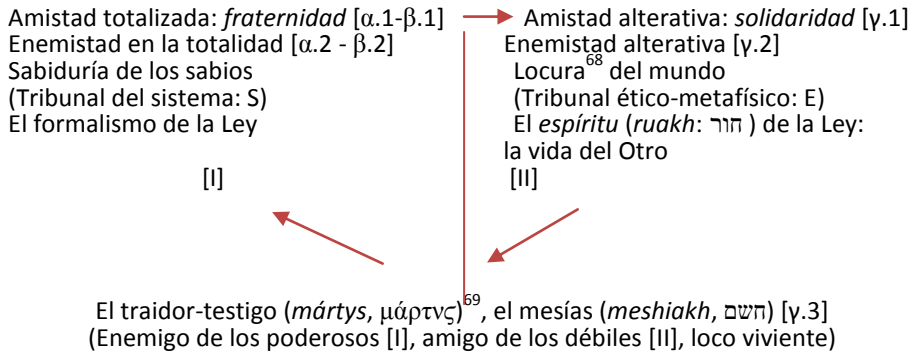 Amistad totalizada: fraternidad [α.1-β.1]
Enemistad en la totalidad [α.2 - β.2]
Sabiduría de los sabios
(Tribunal del sistema: S)
El formalismo de la Ley
[I]
Amistad alterativa: solidaridad [γ.1]
Enemistad alterativa [γ.2]
Locura68 del mundo
(Tribunal ético-metafísico: E)
El espíritu (ruakh: חור ) de la Ley:
la vida del Otro
[II]
El traidor-testigo (mártys, μάρτνς)69, el mesías (meshiakh, חשם) [γ.3]
(Enemigo de los poderosos [I], amigo de los débiles [II], loco viviente)